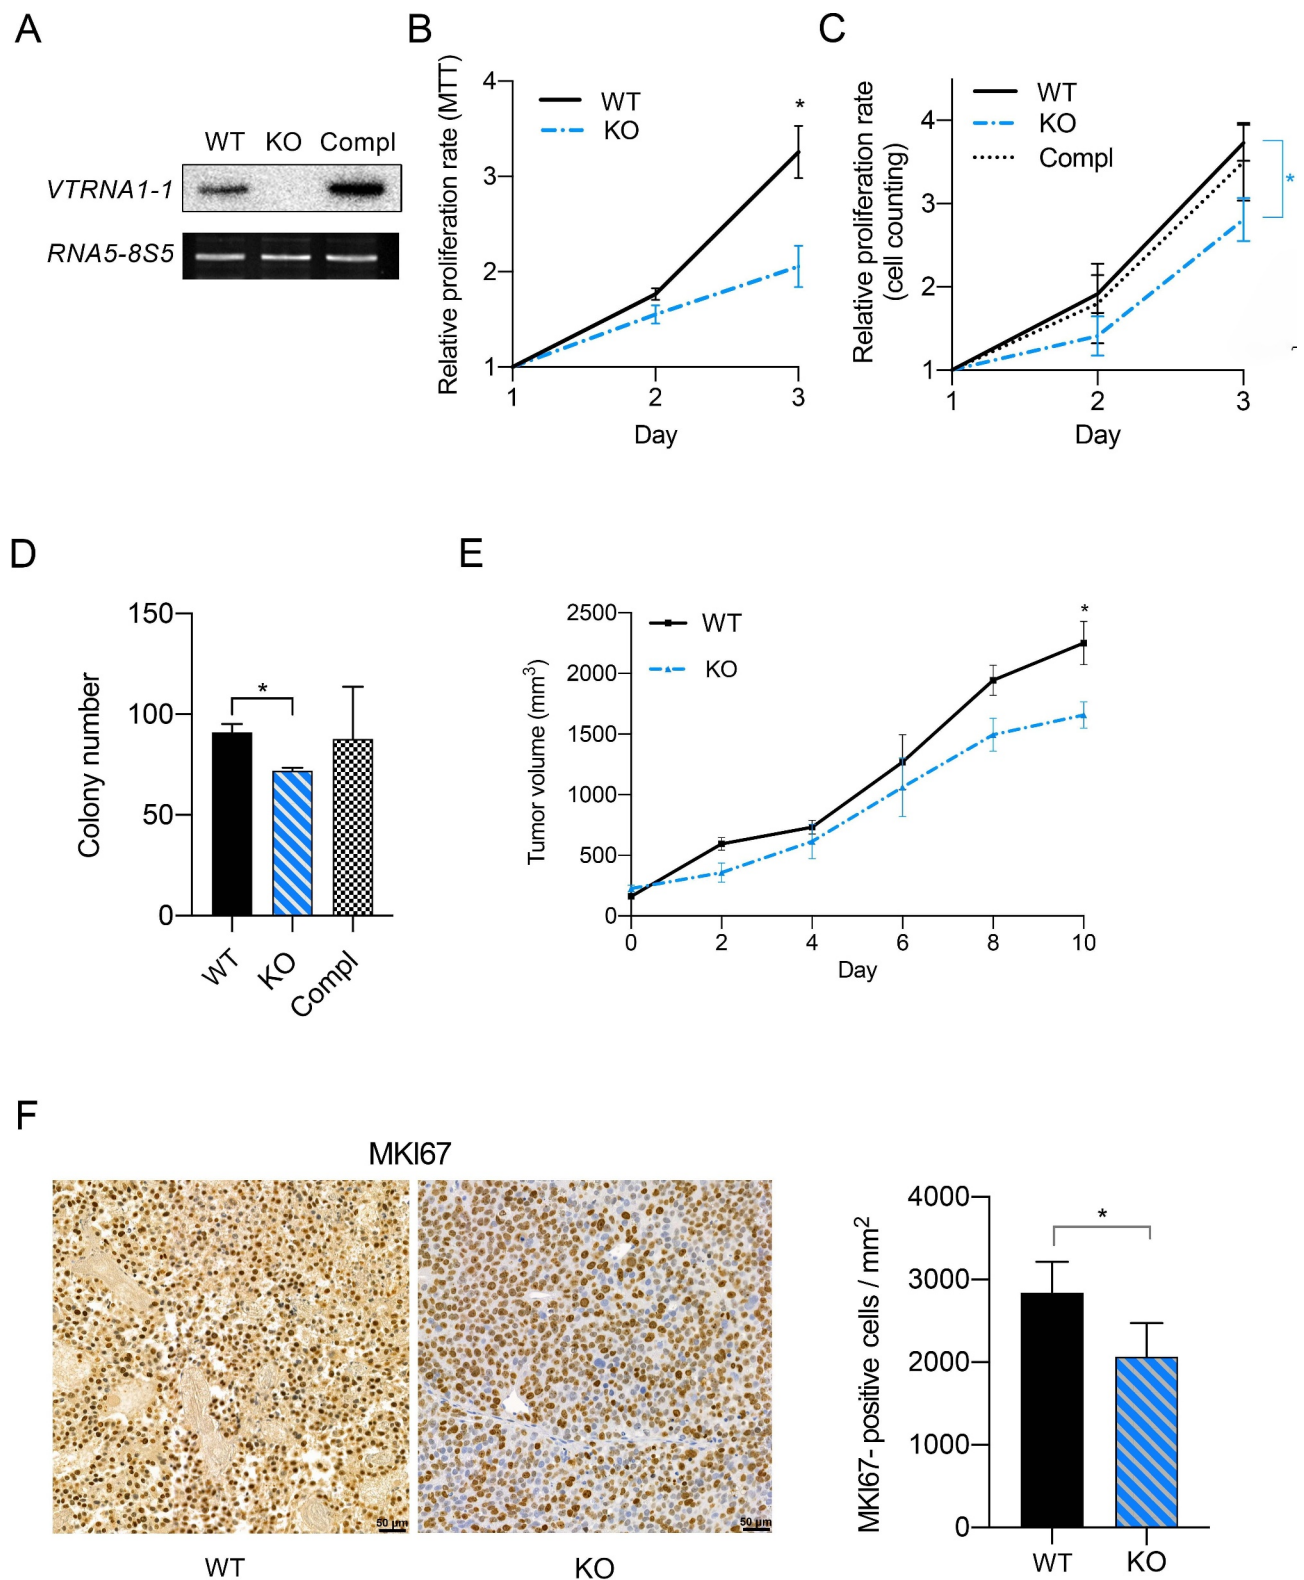 A
WT KO Compl
VTRNA1-1
RNA5-8S5
B
Relative proliferation rate (MTT)
4
3
2
1
WT
KO
*
1 2 3
Day
C
Relative proliferation rate
(cell counting)
4
3
2
1
WT
KO
Compl
*
1 2 3
Day
D
Colony number
150
100
50
0
*
WT KO Compl
E
Tumor volume (mm³)
2500
2000
1500
1000
500
0
WT
KO
*
0 2 4 6 8 10
Day
F
MKI67
50 µm
50 µm
WT KO
MKI67- positive cells / mm²
4000
3000
2000
1000
0
*
WT KO